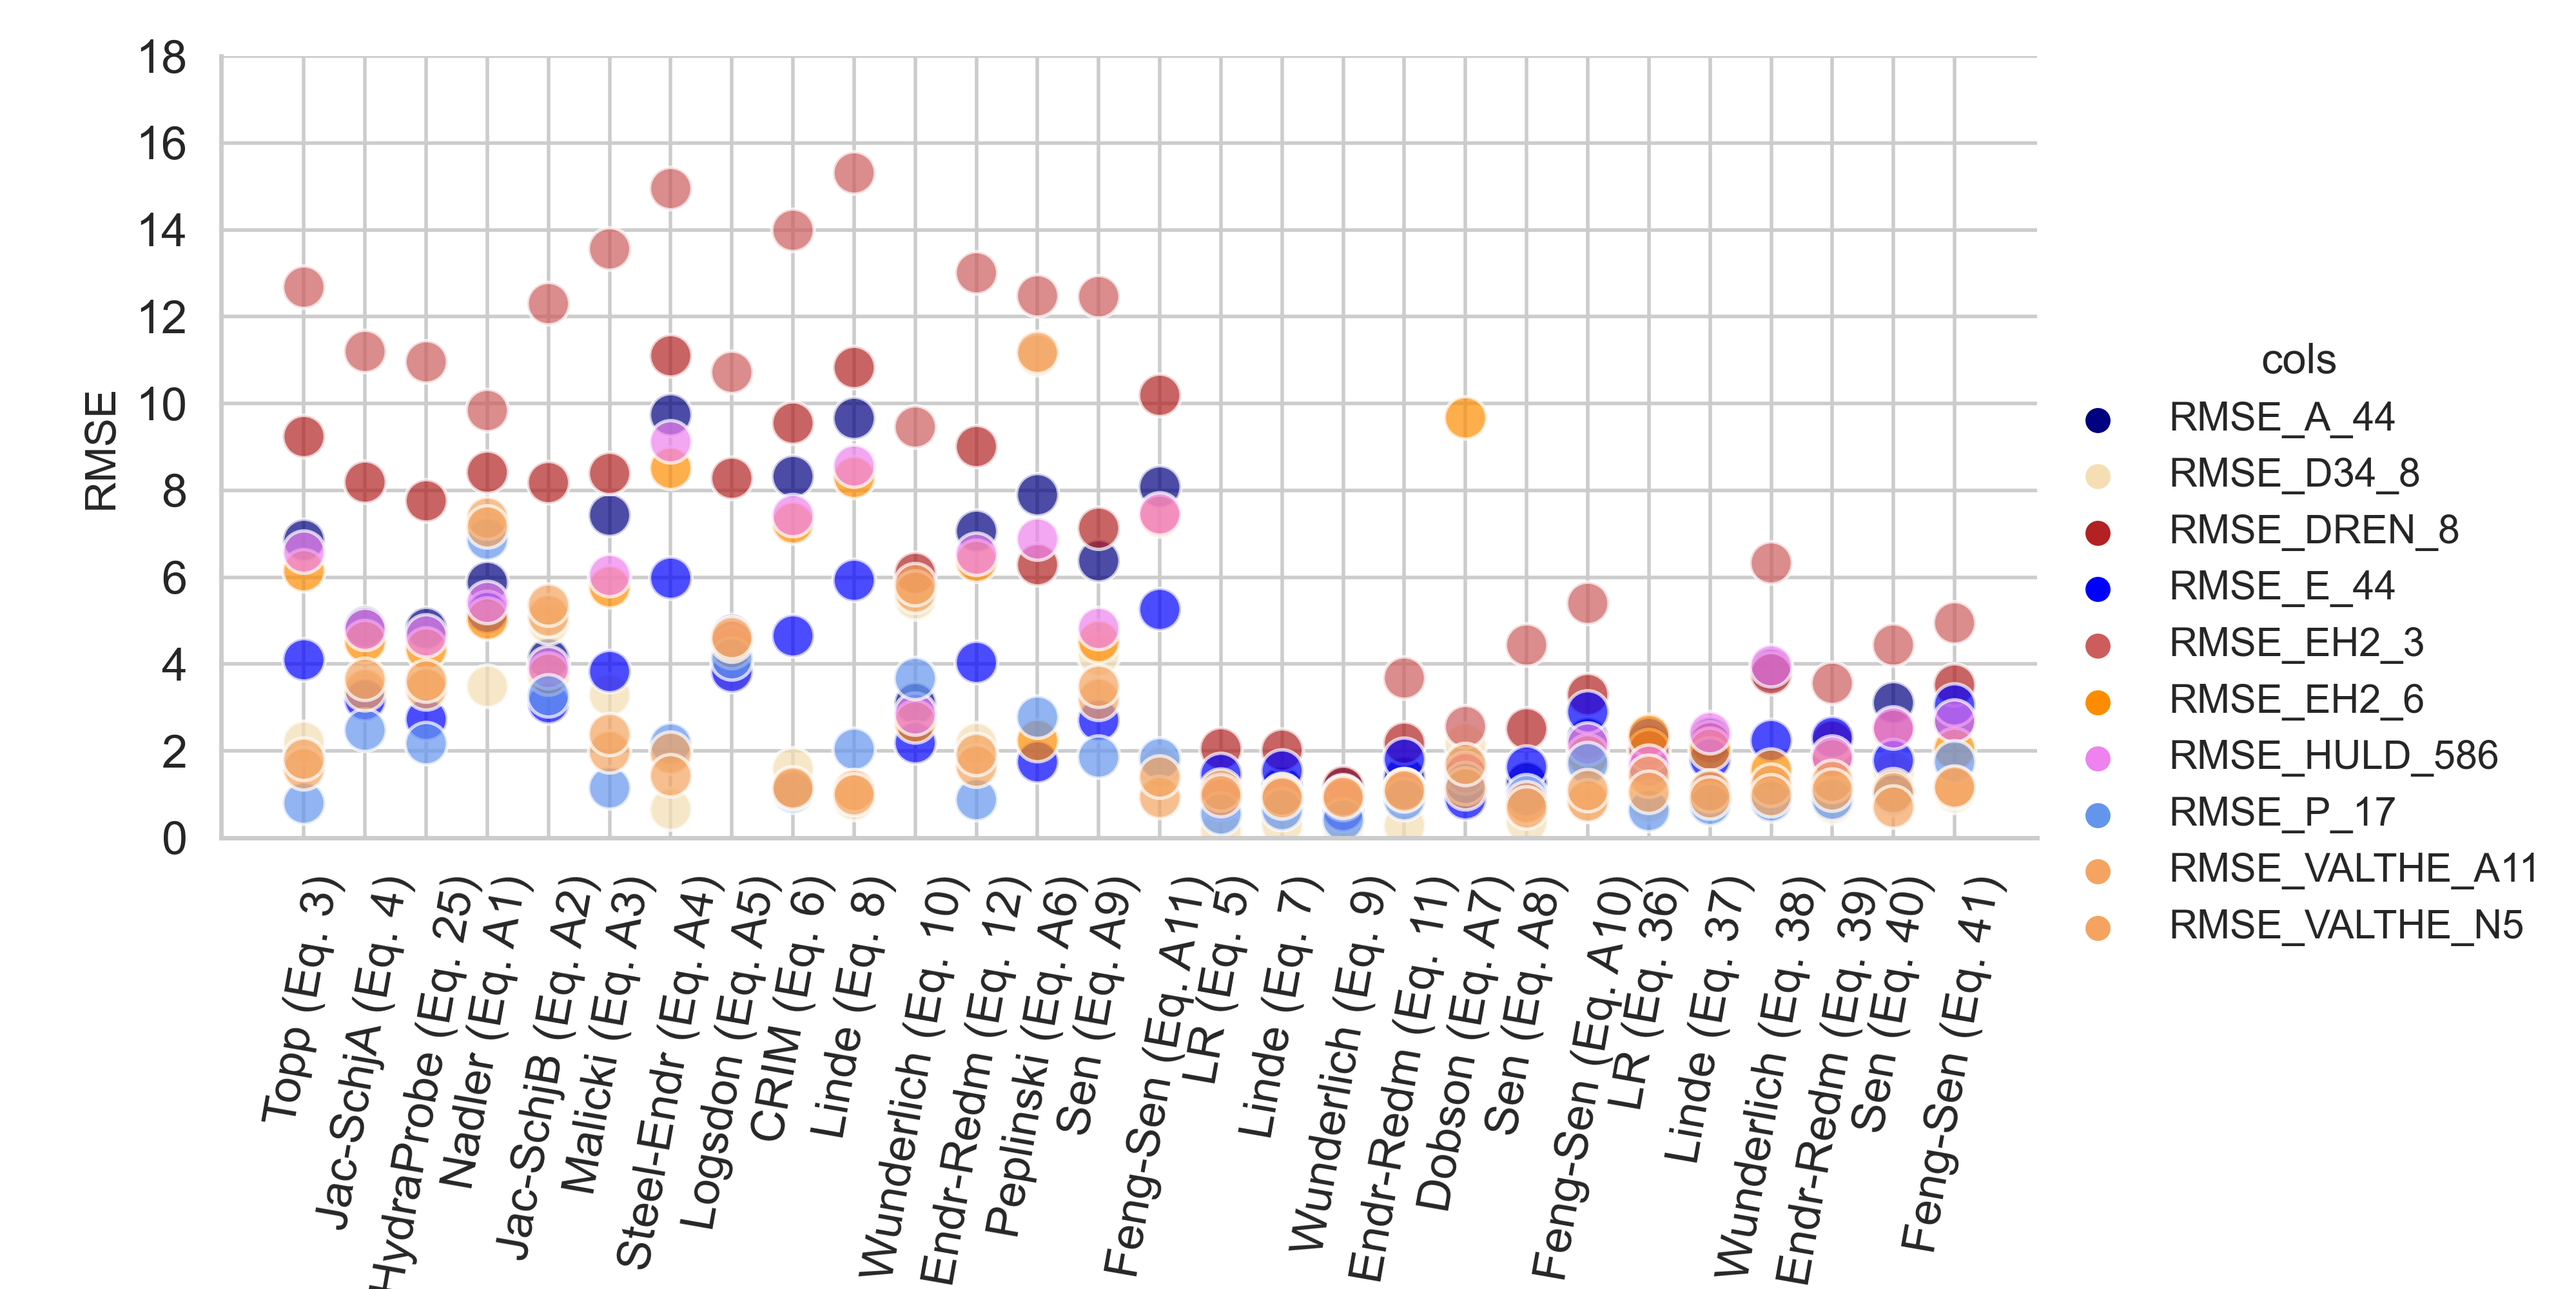 18
16
14
12
10
8
6
4
2
0
RMSE
Topp (Eq. 3)
Jac-SchjA (Eq. 4)
HydraProbe (Eq. 25)
Nadler (Eq. A1)
Jac-SchjB (Eq. A2)
Malicki (Eq. A3)
Steel-Endr (Eq. A4)
Logsdon (Eq. A5)
CRIM (Eq. 6)
Linde (Eq. 8)
Wunderlich (Eq. 10)
Endr-Redm (Eq. 12)
Peplinski (Eq. A6)
Sen (Eq. A9)
Feng-Sen (Eq. A11)
LR (Eq. 5)
Linde (Eq. 7)
Wunderlich (Eq. 9)
Endr-Redm (Eq. 11)
Dobson (Eq. A7)
Sen (Eq. A8)
Feng-Sen (Eq. A10)
LR (Eq. 36)
Linde (Eq. 37)
Wunderlich (Eq. 38)
Endr-Redm (Eq. 39)
Sen (Eq. 40)
Feng-Sen (Eq. 41)
cols
RMSE_A_44
RMSE_D34_8
RMSE_DREN_8
RMSE_E_44
RMSE_EH2_3
RMSE_EH2_6
RMSE_HULD_586
RMSE_P_17
RMSE_VALTHE_A11
RMSE_VALTHE_N5